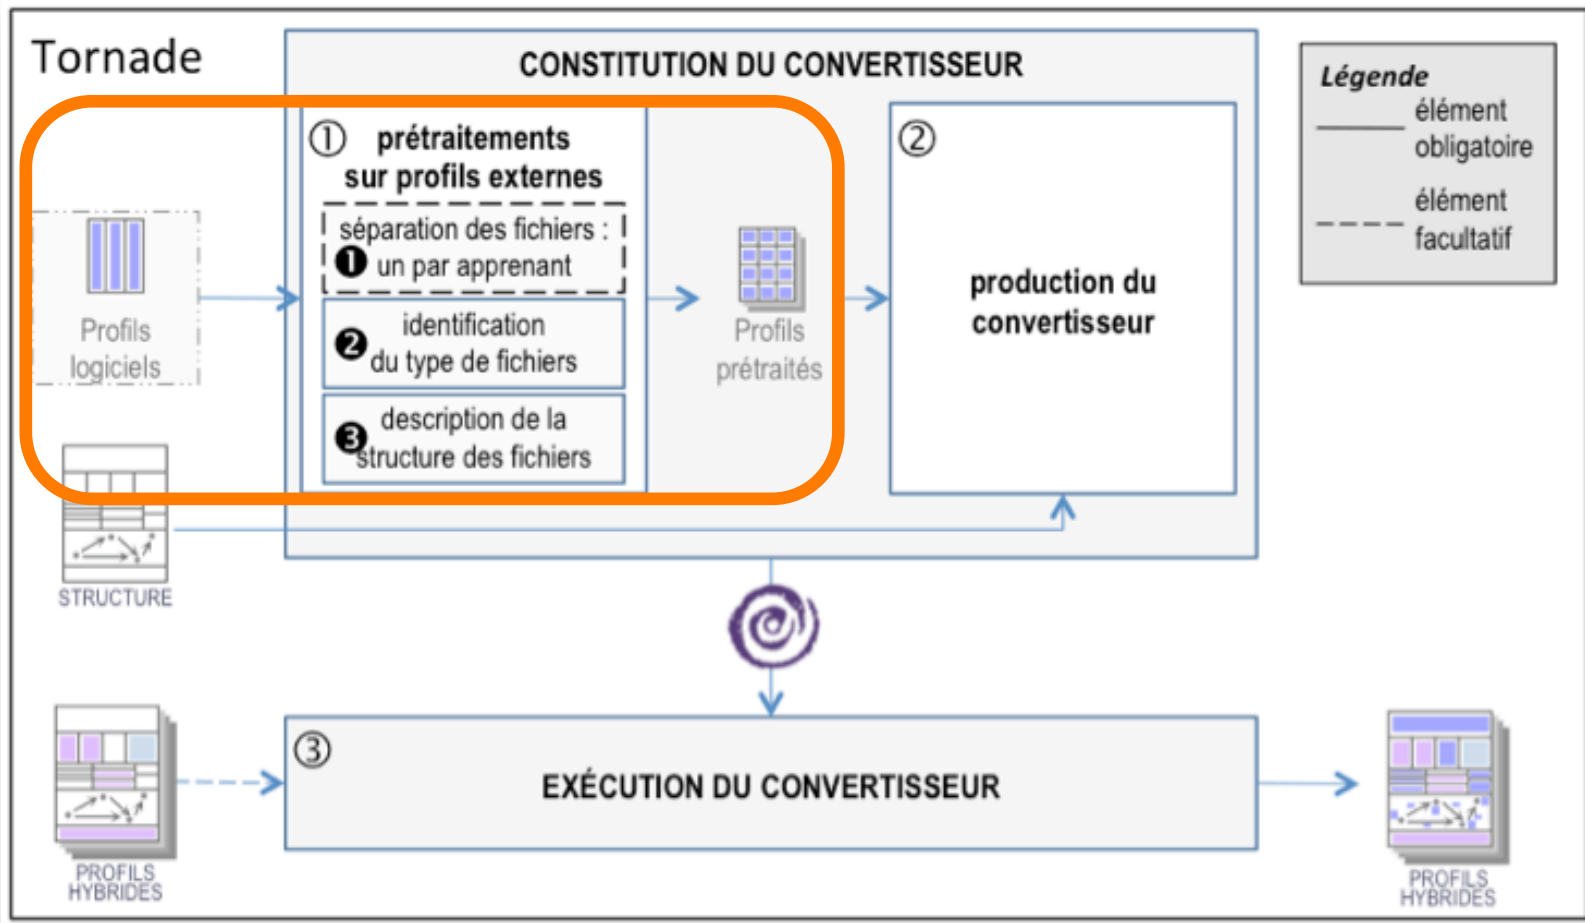 Tornade
CONSTITUTION DU CONVERTISSEUR
① prétraitements
sur profils externes
séparation des fichiers :
❶ un par apprenant
identification
❷ du type de fichiers
description de la
❸ structure des fichiers
Profils
logiciels
Profils
prétraités
②
production du
convertisseur
Légende
élément
obligatoire
élément
facultatif
STRUCTURE
③
EXÉCUTION DU CONVERTISSEUR
PROFILS
HYBRIDES
PROFILS
HYBRIDES